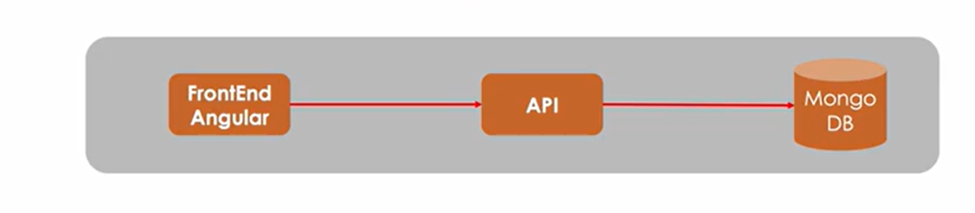 FrontEnd
Angular
API
Mongo
DB